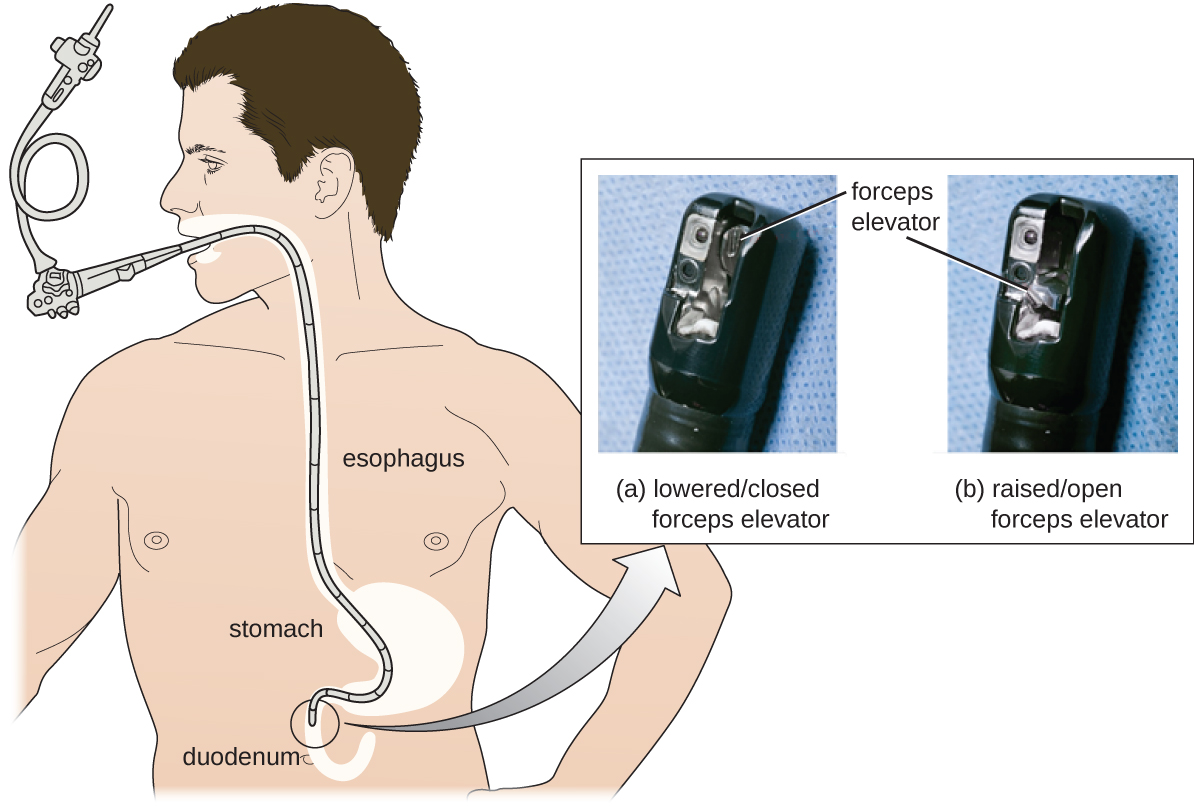 forceps
elevator
esophagus
(a) lowered/closed
forceps elevator
(b) raised/open
forceps elevator
stomach
duodenum